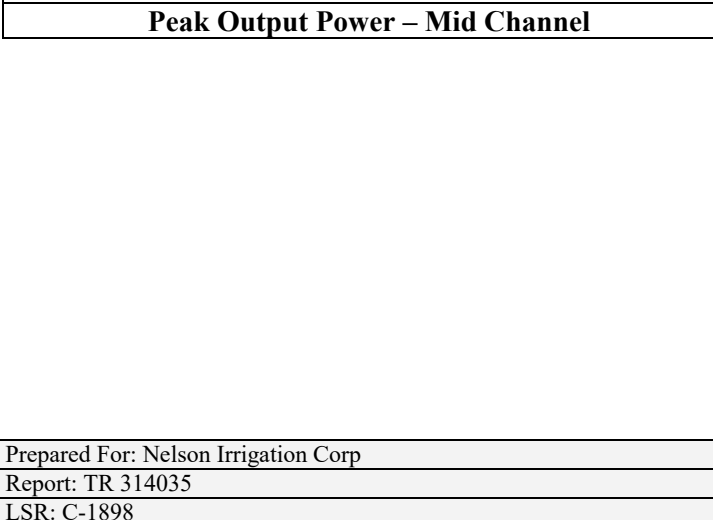 Peak Output Power – Mid Channel
Prepared For: Nelson Irrigation Corp
Report: TR 314035
LSR: C-1898